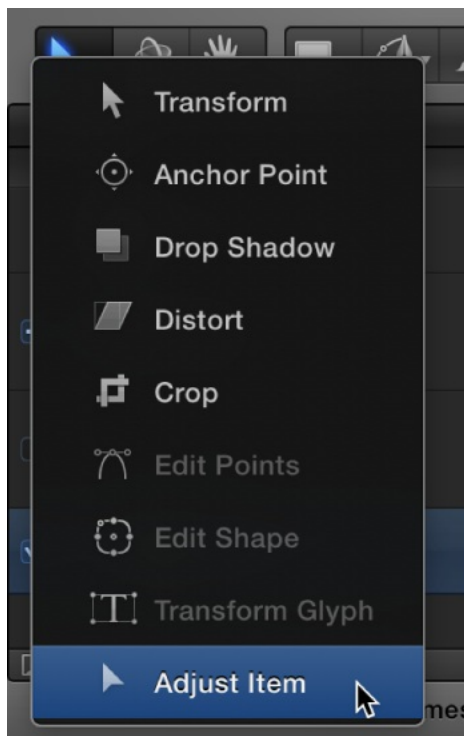 Transform
Anchor Point
Drop Shadow
Distort
Crop
Edit Points
Edit Shape
Transform Glyph
Adjust Item